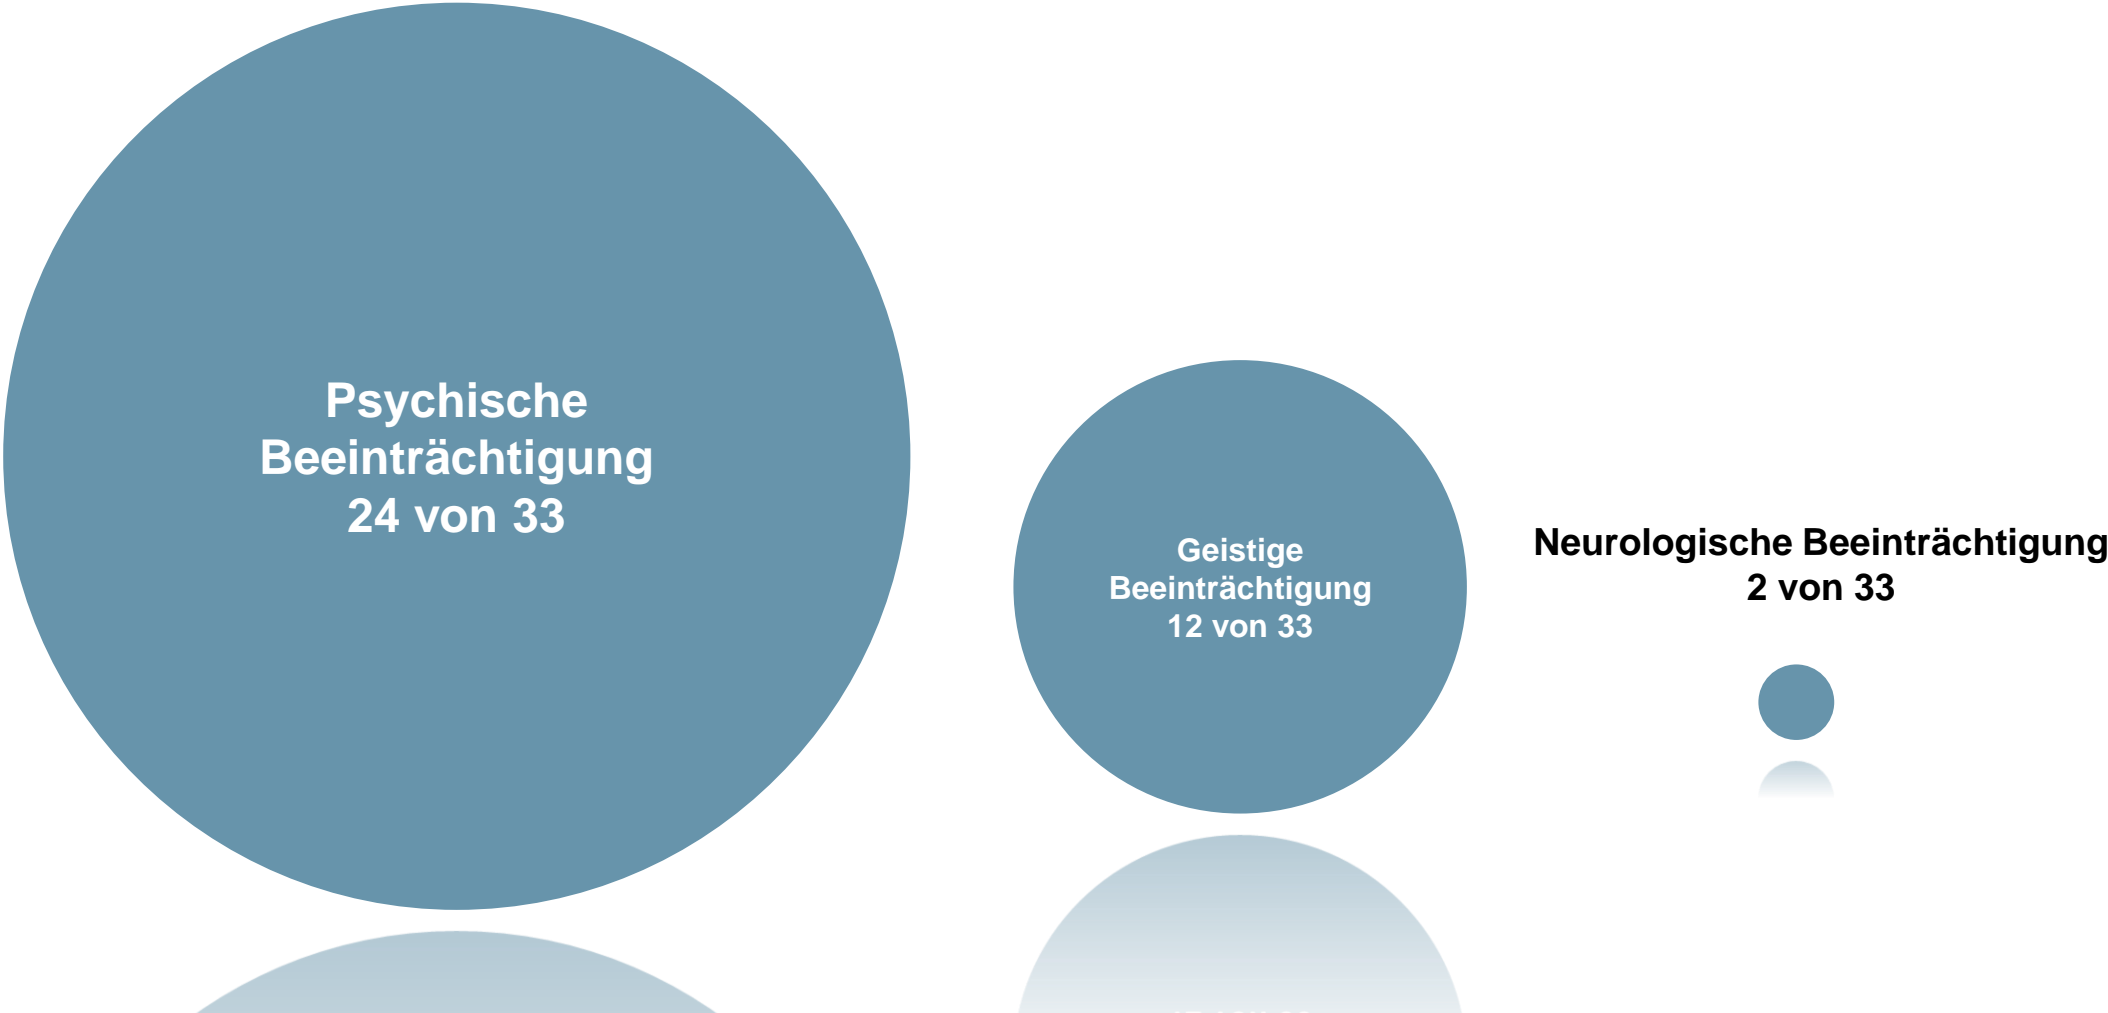 Psychische
Beeinträchtigung
24 von 33
Geistige
Beeinträchtigung
12 von 33
Neurologische Beeinträchtigung
2 von 33